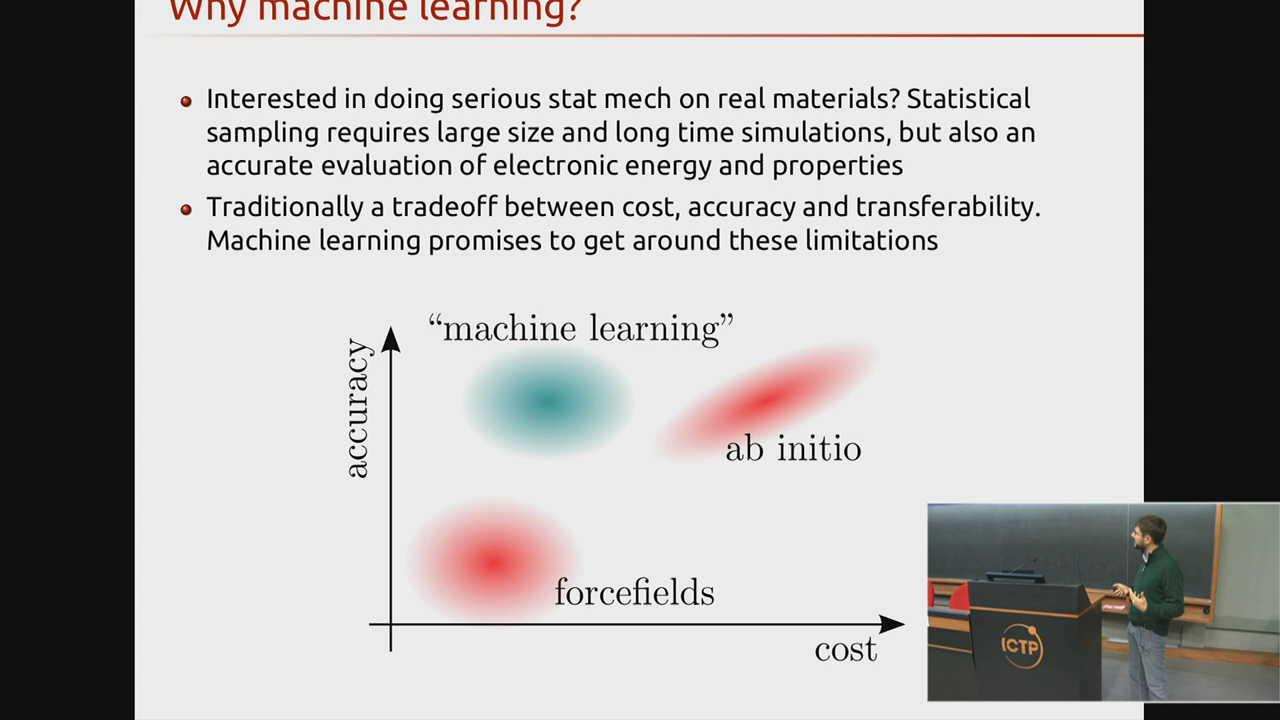 Why machine learning?
Interested in doing serious stat mech on real materials? Statistical
sampling requires large size and long time simulations, but also an
accurate evaluation of electronic energy and properties
Traditionally a tradeoff between cost, accuracy and transferability.
Machine learning promises to get around these limitations
“machine learning”
accuracy
ab initio
forcefields
cost
ICTP